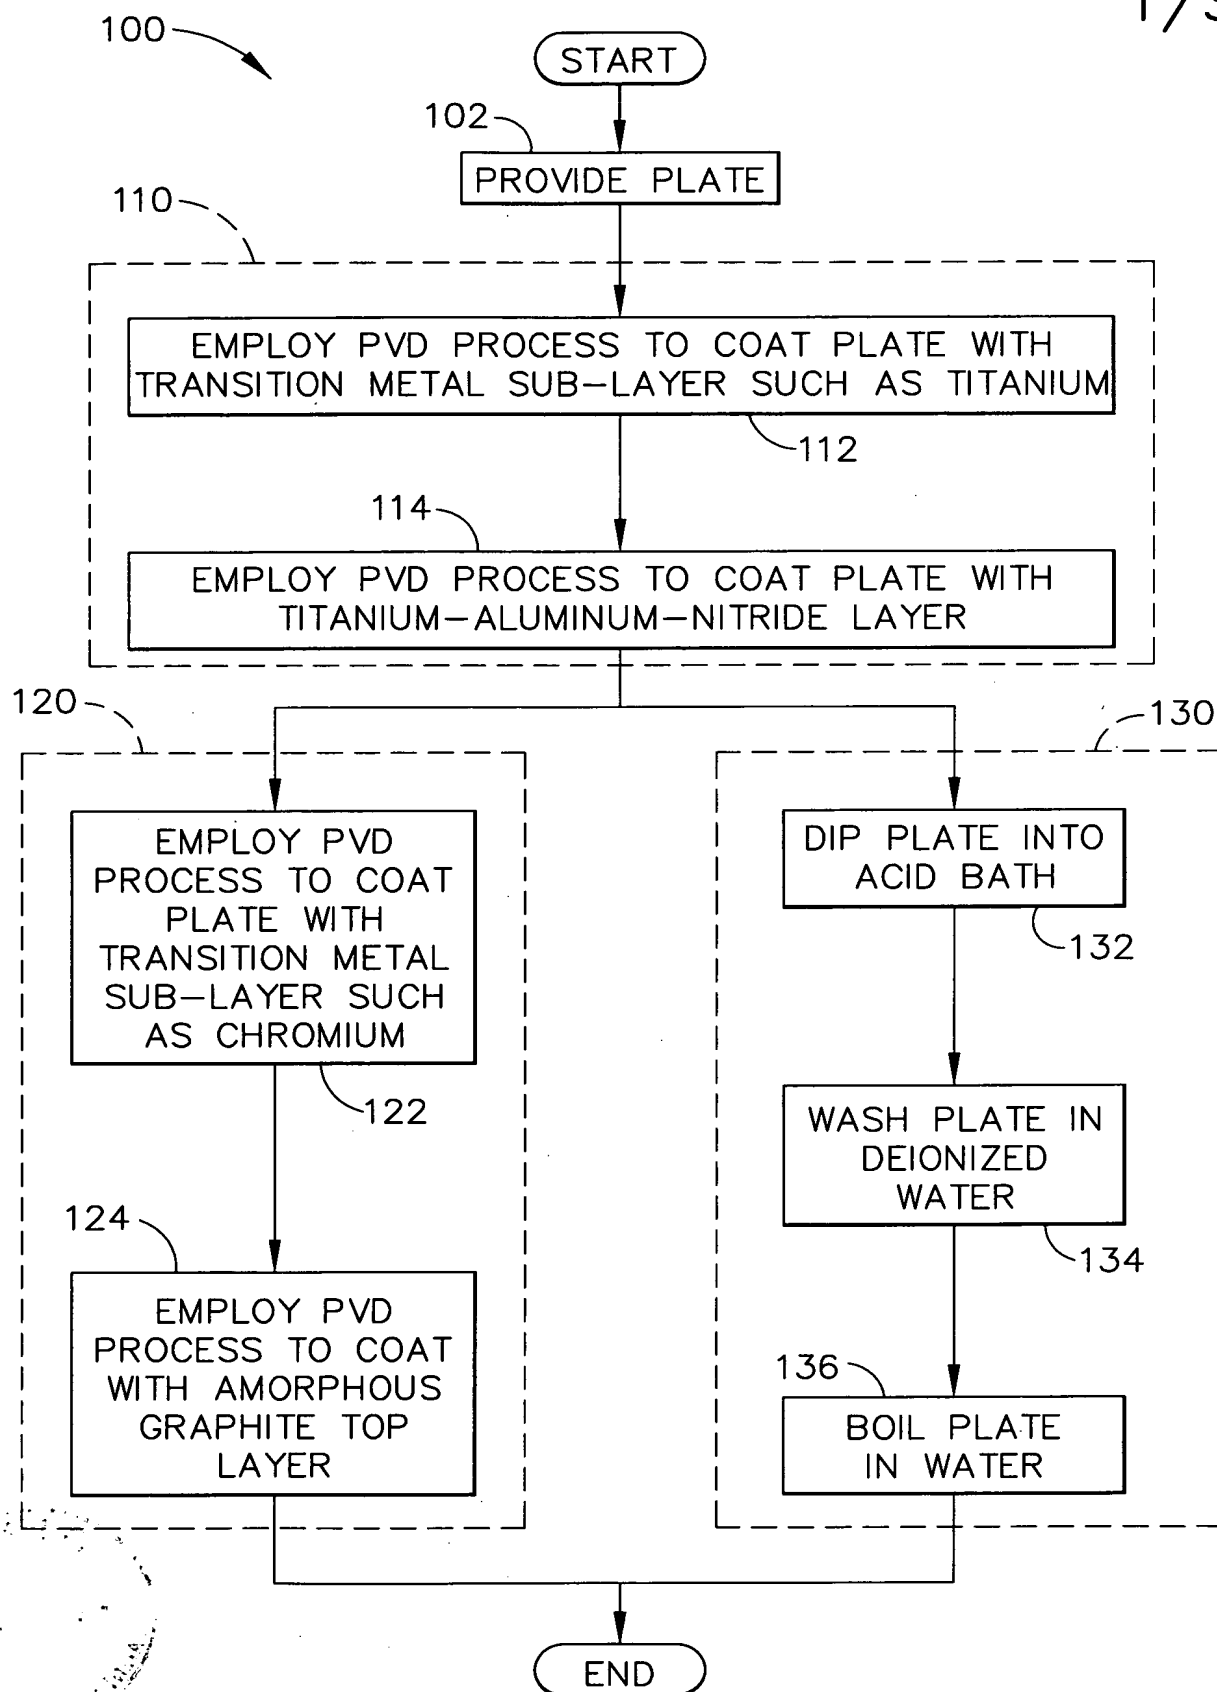 1/3
100
START
102
PROVIDE PLATE
110
EMPLOY PVD PROCESS TO COAT PLATE WITH
TRANSITION METAL SUB-LAYER SUCH AS TITANIUM
112
114
EMPLOY PVD PROCESS TO COAT PLATE WITH
TITANIUM-ALUMINUM-NITRIDE LAYER
120
130
EMPLOY PVD
PROCESS TO COAT
PLATE WITH
TRANSITION METAL
SUB-LAYER SUCH
AS CHROMIUM
122
124
EMPLOY PVD
PROCESS TO COAT
WITH AMORPHOUS
GRAPHITE TOP
LAYER
DIP PLATE INTO
ACID BATH
132
WASH PLATE IN
DEIONIZED
WATER
134
136
BOIL PLATE
IN WATER
END